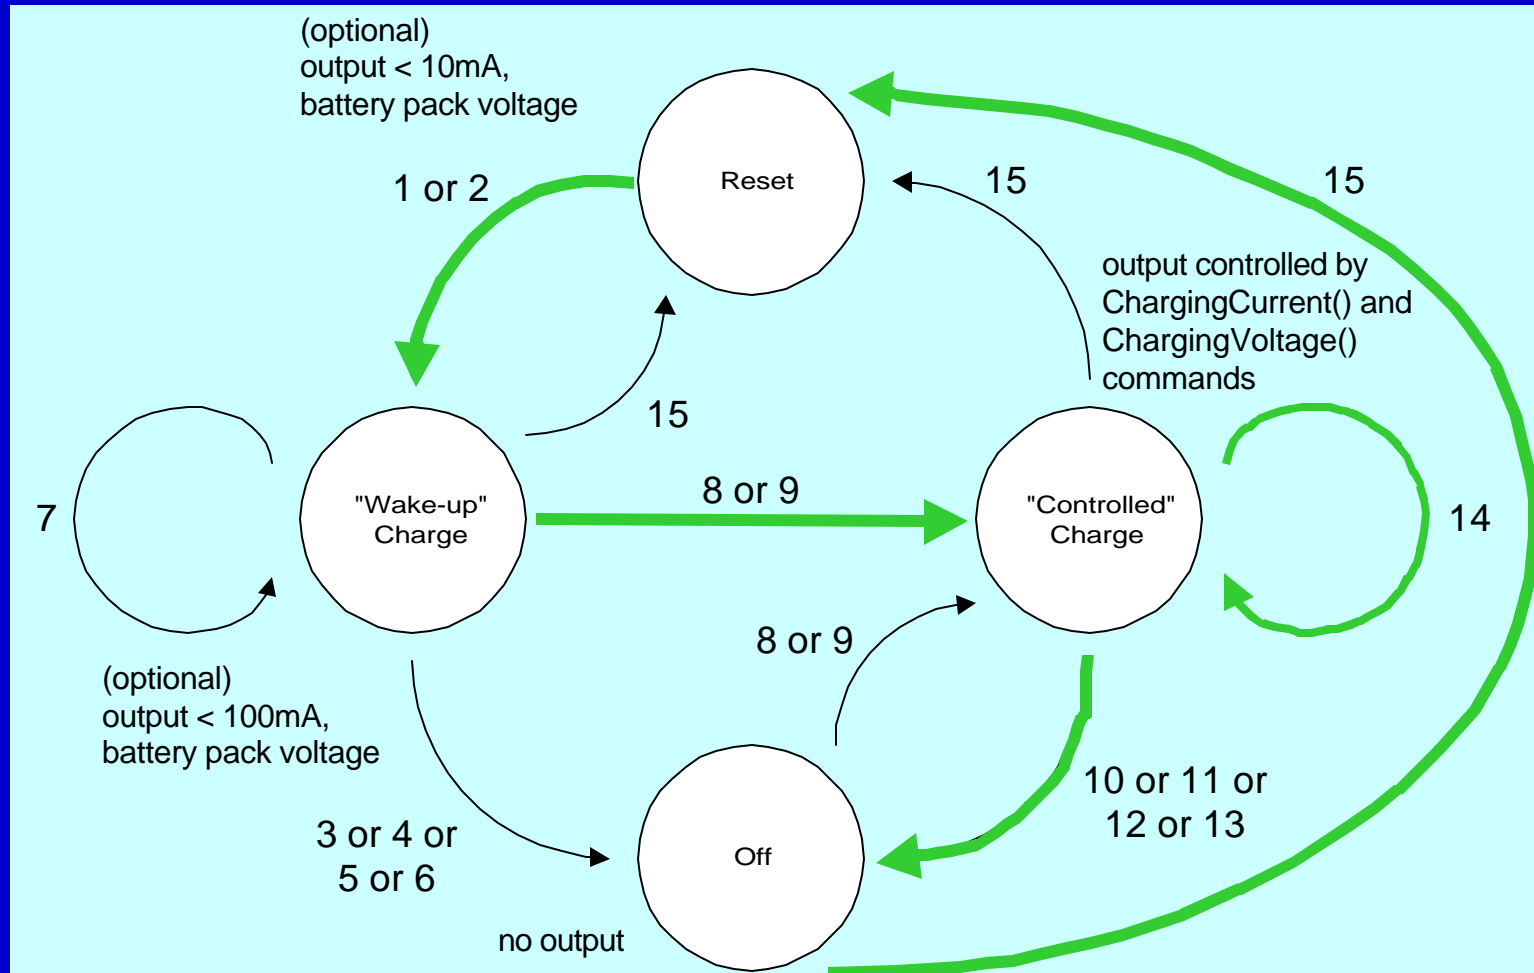 (optional)
output < 10mA,
battery pack voltage
Reset
1 or 2
15
15
output controlled by
ChargingCurrent() and
ChargingVoltage()
commands
15
8 or 9
"Wake-up"
Charge
"Controlled"
Charge
7
14
8 or 9
(optional)
output < 100mA,
battery pack voltage
10 or 11 or
12 or 13
3 or 4 or
5 or 6
Off
no output